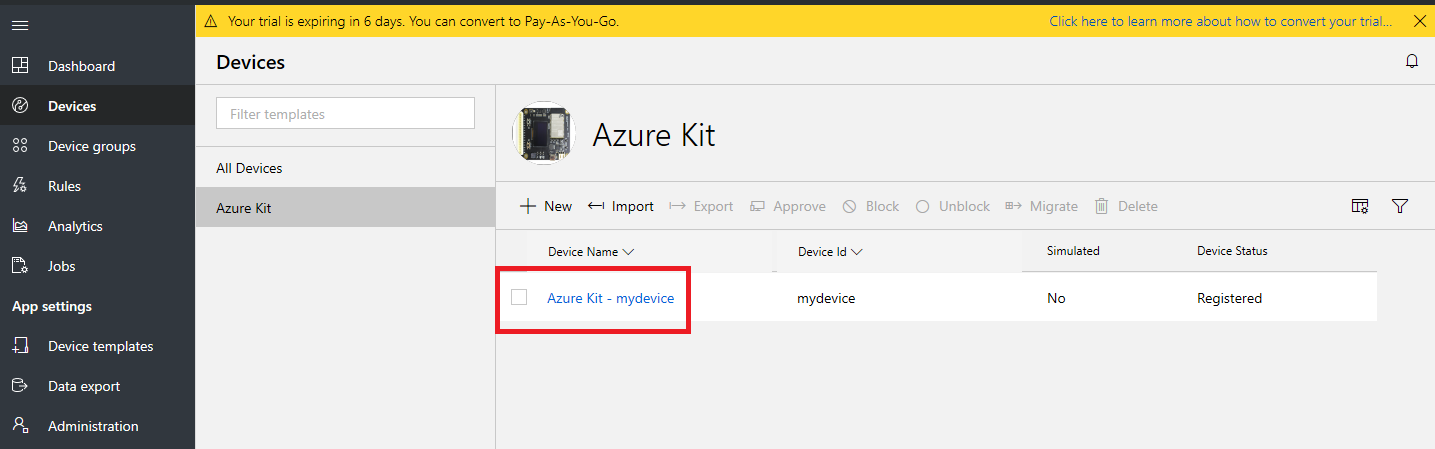 Your trial is expiring in 6 days. You can convert to Pay-As-You-Go.
Click here to learn more about how to convert your trial...
Dashboard
Devices
Device groups
Rules
Analytics
Jobs
App settings
Device templates
Data export
Administration
Devices
Filter templates
All Devices
Azure Kit
Azure Kit
New Import Export Approve Block Unblock Migrate Delete
Device Name Device Id Simulated Device Status
Azure Kit - mydevice mydevice No Registered